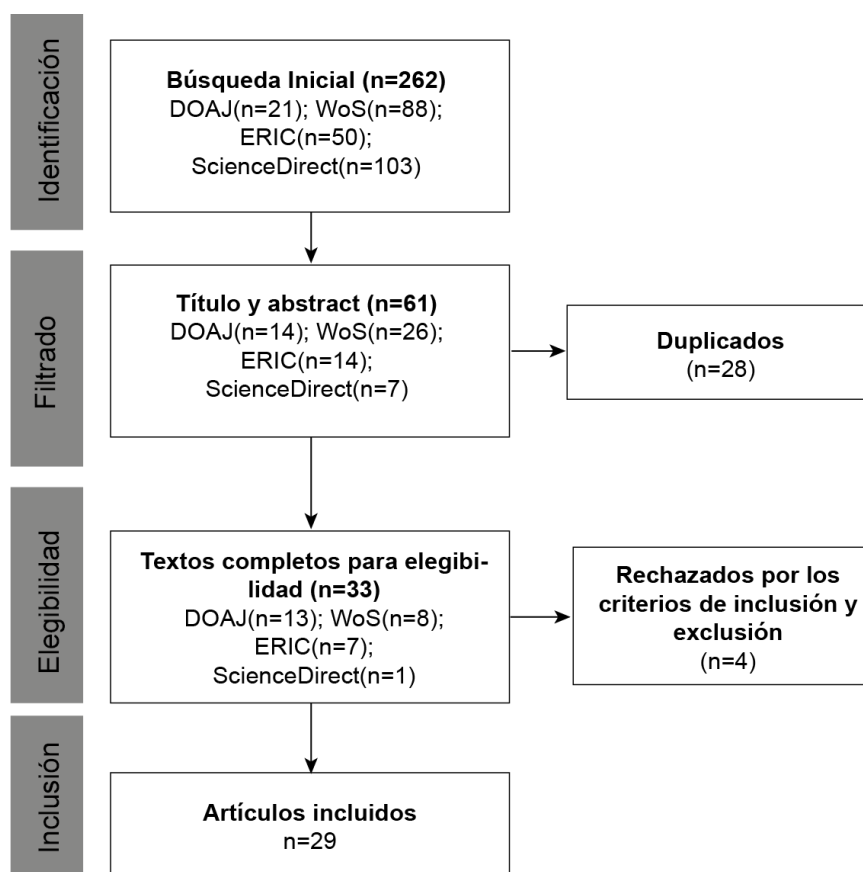 Identificación
Búsqueda Inicial (n=262)
DOAJ(n=21); WoS(n=88);
ERIC(n=50);
ScienceDirect(n=103)
Filtrado
Título y abstract (n=61)
DOAJ(n=14); WoS(n=26);
ERIC(n=14);
ScienceDirect(n=7)
Duplicados
(n=28)
Elegibilidad
Textos completos para elegibi-
lidad (n=33)
DOAJ(n=13); WoS(n=8);
ERIC(n=7);
ScienceDirect(n=1)
Rechazados por los
criterios de inclusión y
exclusión
(n=4)
Inclusión
Artículos incluidos
n=29